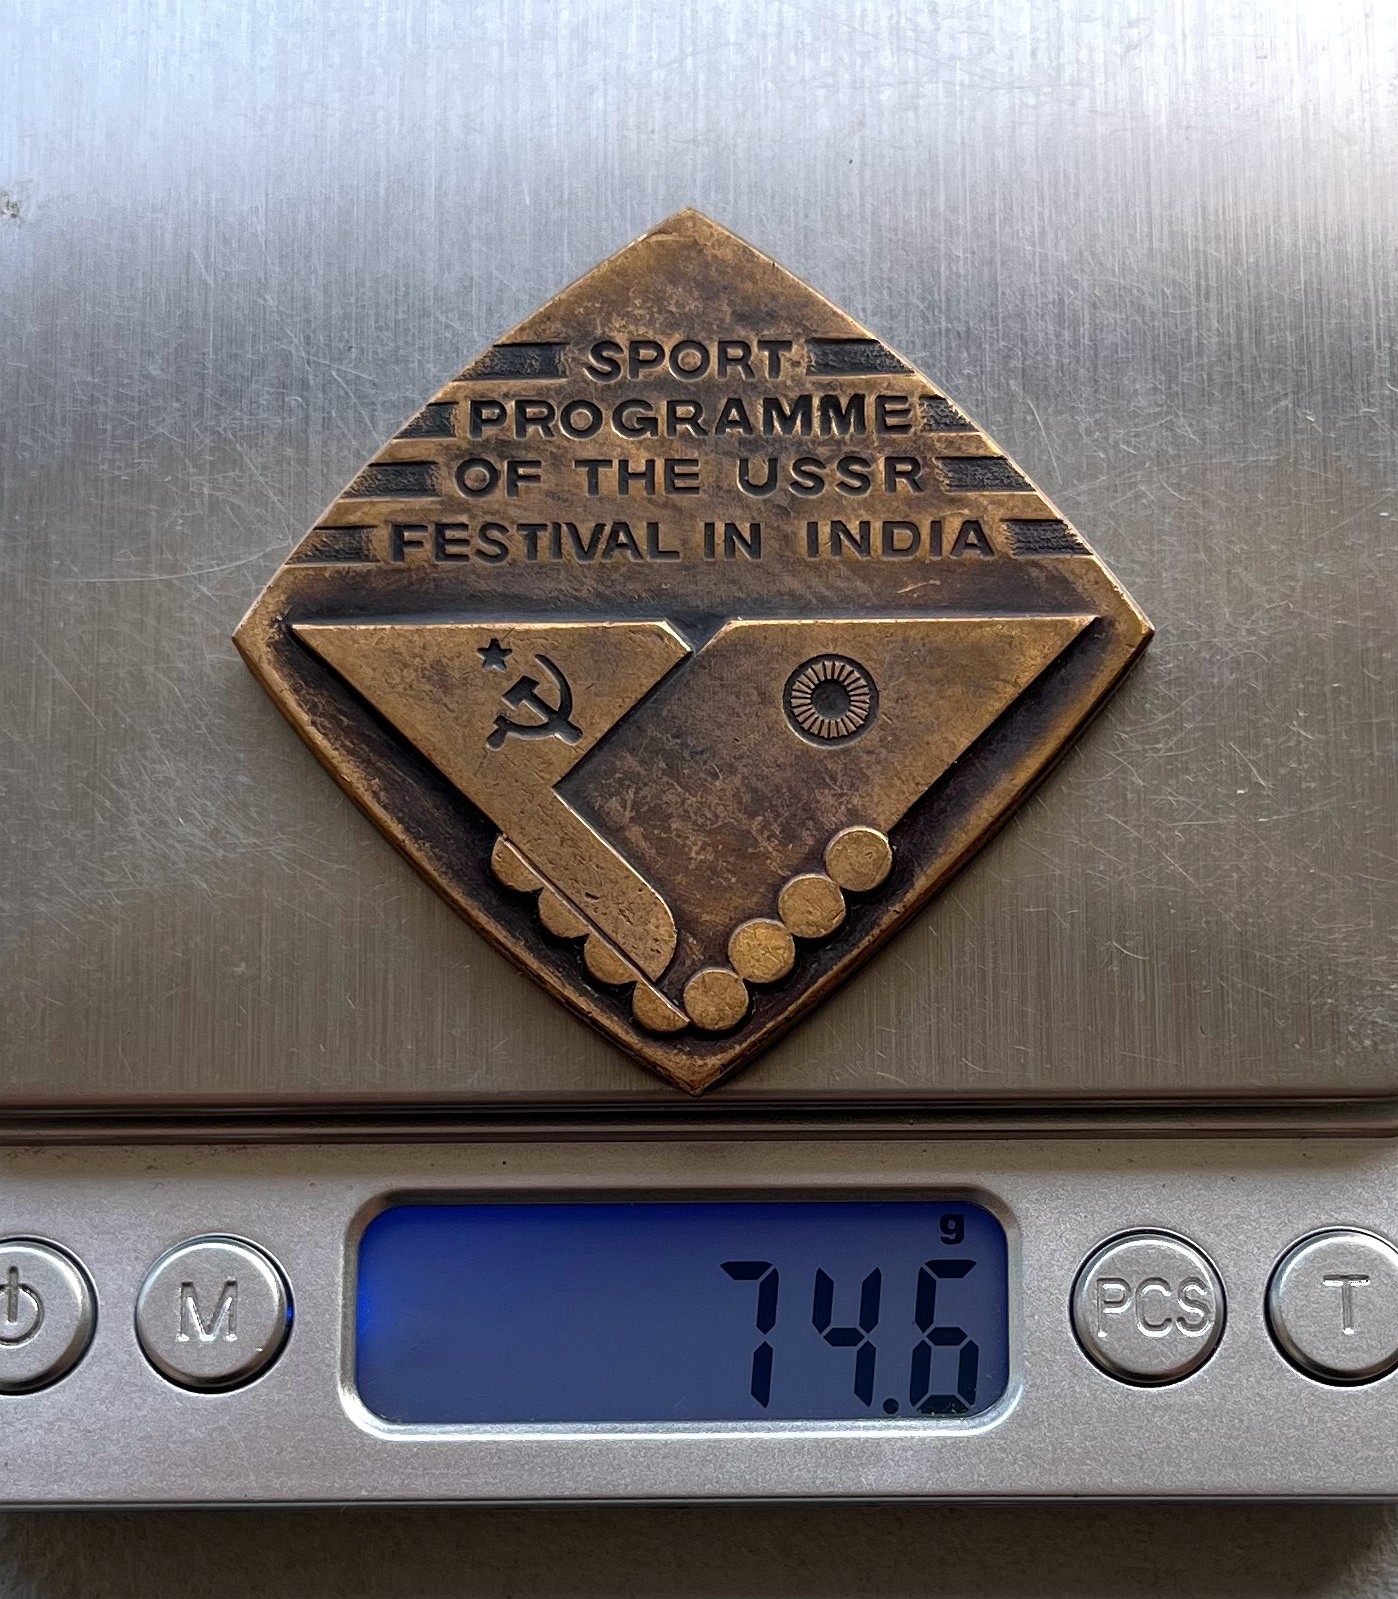 SPORT
PROGRAMME
OF THE USSR
FESTIVAL IN INDIA
g
74.6
M
PCS
T